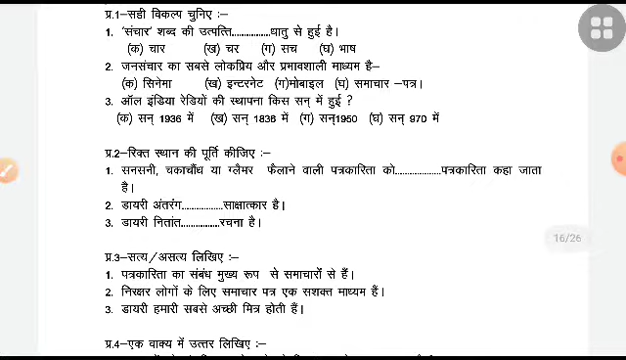 प्र.1–सडी विकल्प चुनिए :–
1. 'संचार' शब्द की उत्पत्ति..............धातु से हुई है।
(क) चार (ख) चर (ग) सच (घ) भाष
2. जनसंचार का सबसे लोकप्रिय और प्रभावशाली माध्यम है–
(क) सिनेमा (ख) इन्टरनेट (ग)मोबाइल (घ) समाचार –पत्र।
3. ऑल इंडिया रेडियों की स्थापना किस सन् में हुई ?
(क) सन् 1936 में (ख) सन् 1838 में (ग) सन्1950 (घ) सन् 970 में
प्र.2–रिक्त स्थान की पूर्ति कीजिए :–
1. सनसनी, चकाचौंध या ग्लैमर फैलाने वाली पत्रकारिता को.................पत्रकारिता कहा जाता
है।
2. डायरी अंतरंग...............साक्षात्कार है।
3. डायरी नितांत..............रचना है।
16/26
प्र.3–सत्य/असत्य लिखिए :–
1. पत्रकारिता का संबंध मुख्य रूप से समाचारों से हैं।
2. निरक्षर लोगों के लिए समाचार पत्र एक सशक्त माध्यम हैं।
3. डायरी हमारी सबसे अच्छी मित्र होती हैं।
प्र.4–एक वाक्य में उत्तर लिखिए :–